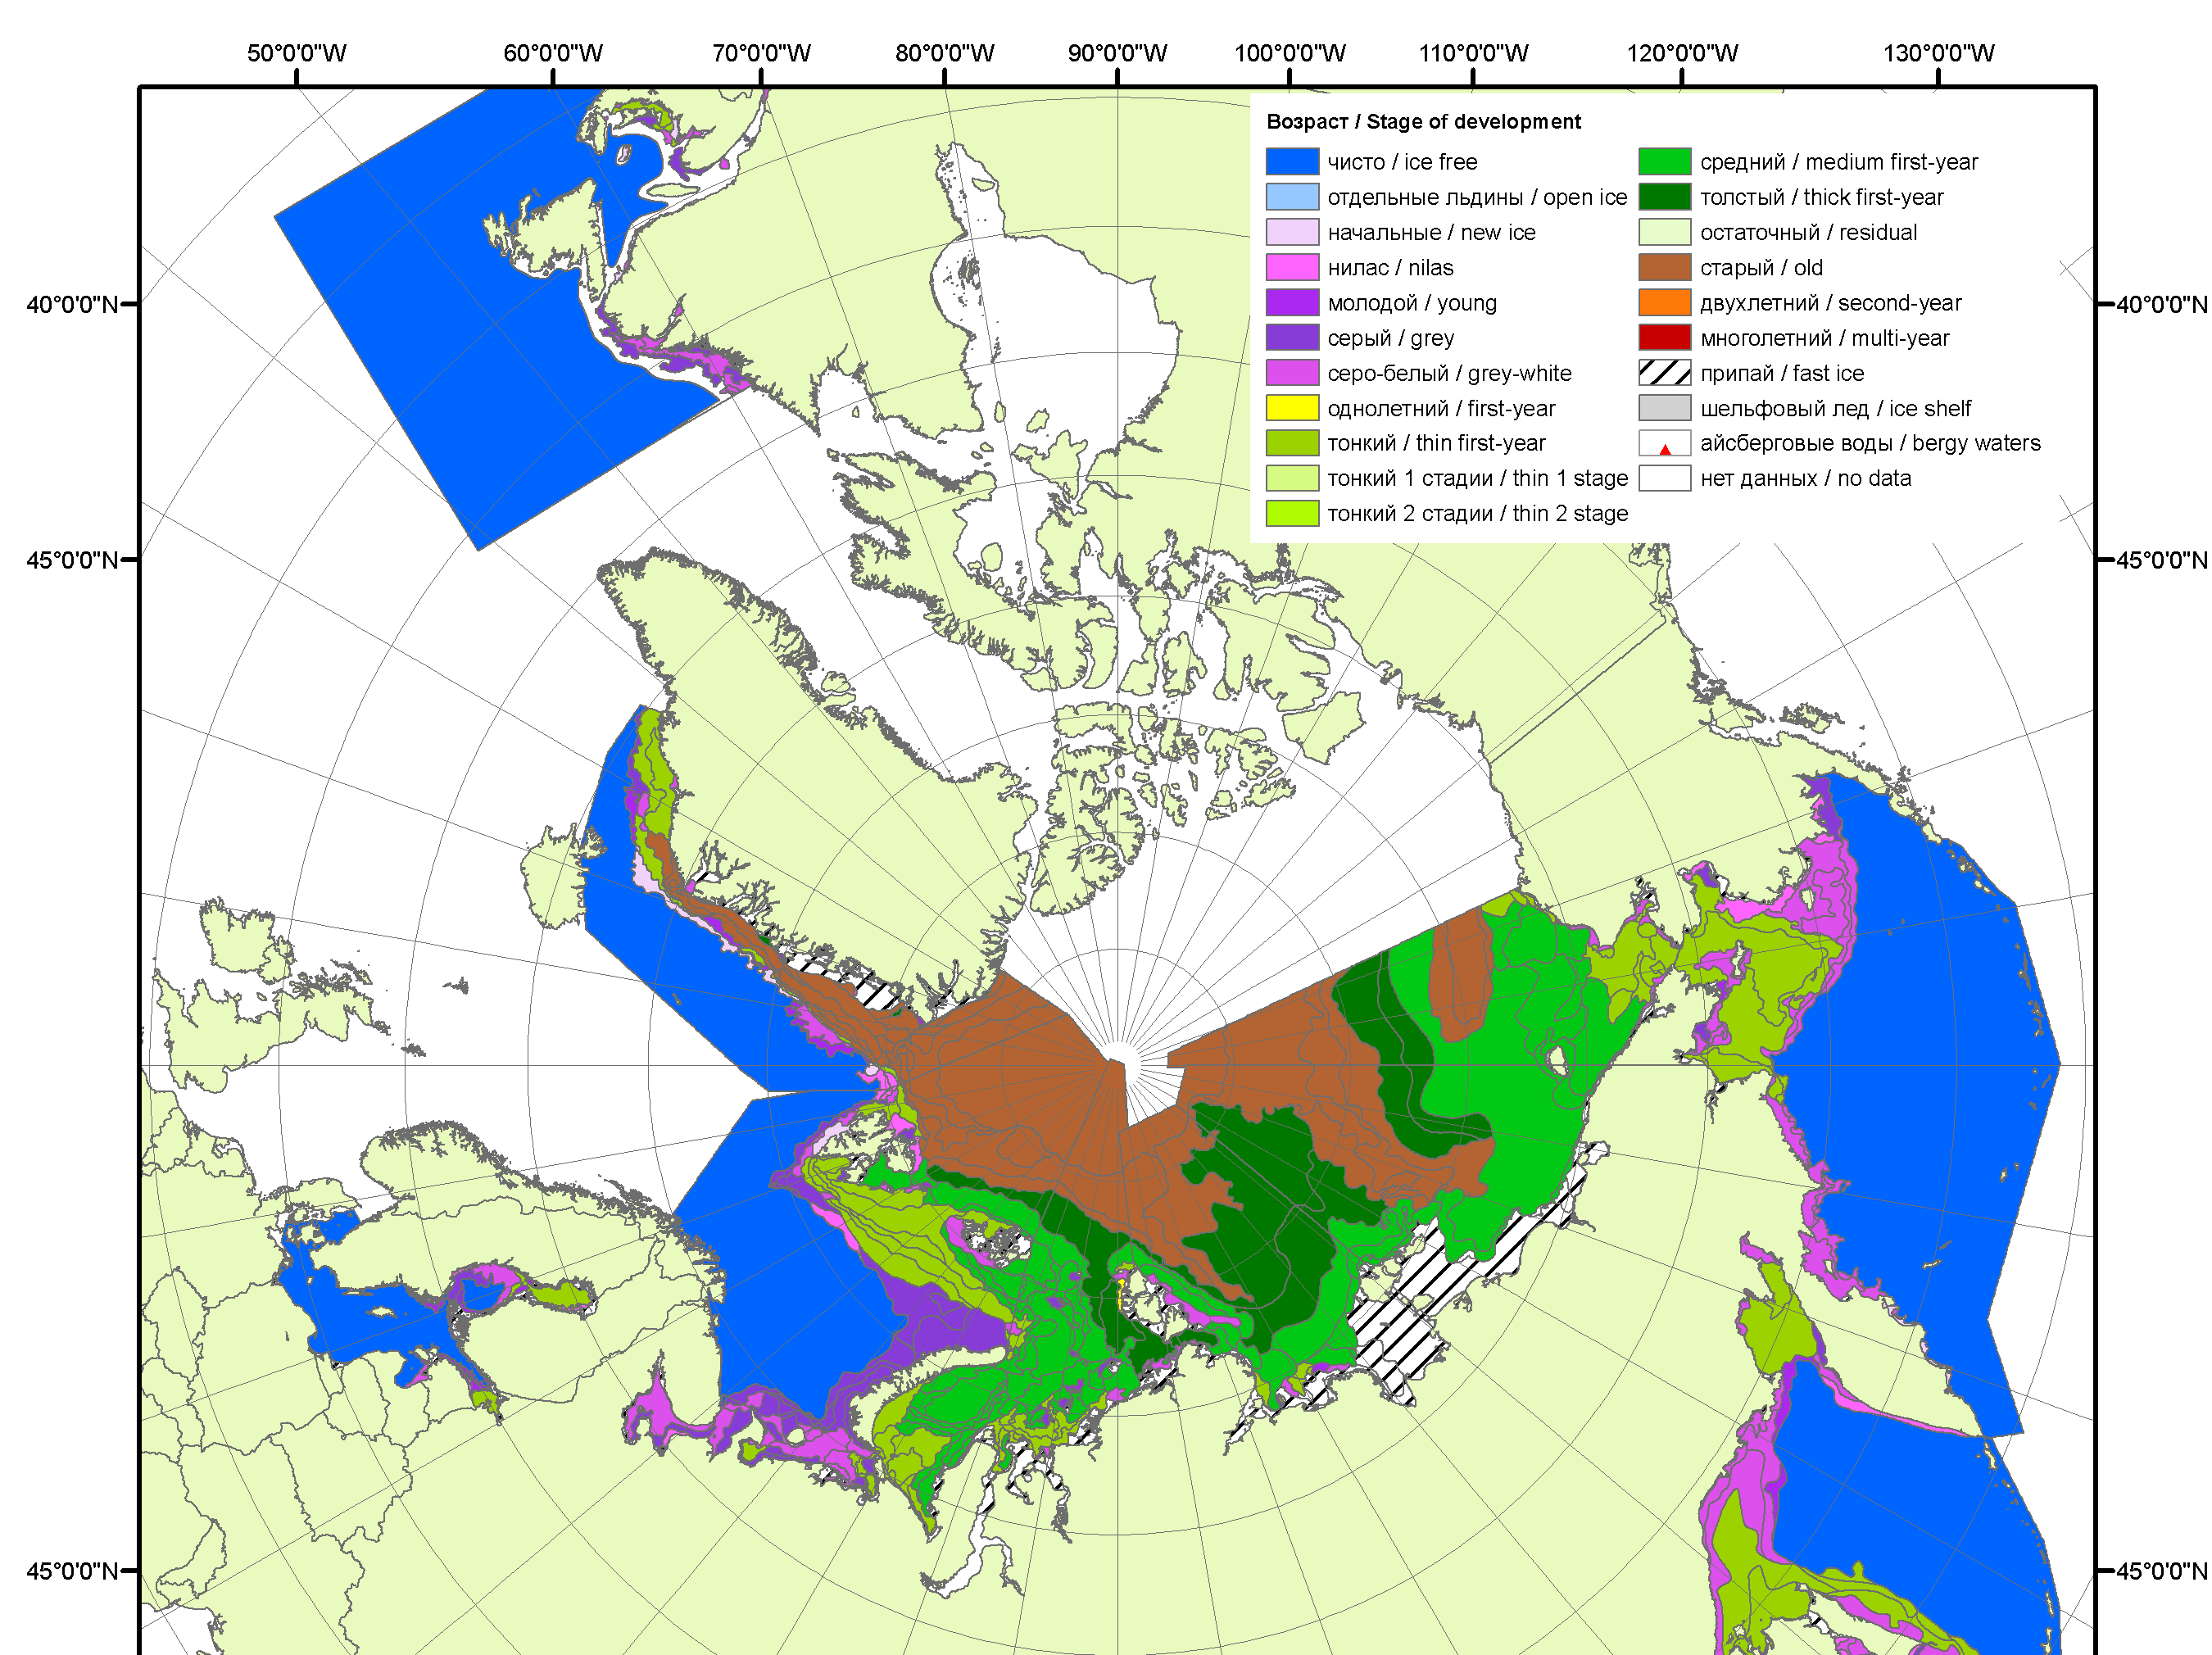 50°0'0"W 60°0'0"W 70°0'0"W 80°0'0"W 90°0'0"W 100°0'0"W 110°0'0"W 120°0'0"W 130°0'0"W
Возраст / Stage of development
чисто / ice free
отдельные льдины / open ice
начальные / new ice
нилас / nilas
молодой / young
серый / grey
серо-белый / grey-white
однолетний / first-year
тонкий / thin first-year
тонкий 1 стадии / thin 1 stage
тонкий 2 стадии / thin 2 stage
средний / medium first-year
толстый / thick first-year
остаточный / residual
старый / old
двухлетний / second-year
многолетний / multi-year
припай / fast ice
шельфовый лед / ice shelf
айсберговые воды / bergy waters
нет данных / no data
40°0'0"N 40°0'0"N
45°0'0"N 45°0'0"N
45°0'0"N 45°0'0"N